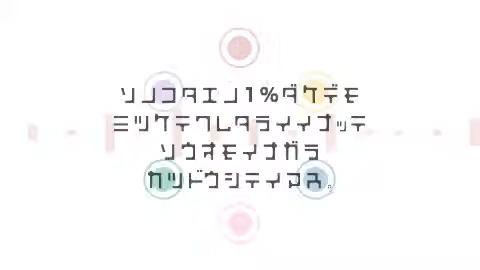 ソノコタエノ1%ダケデモ
ミツケテクレタライイナッテ
ソウオモイナガラ
カツドウシテイマス。